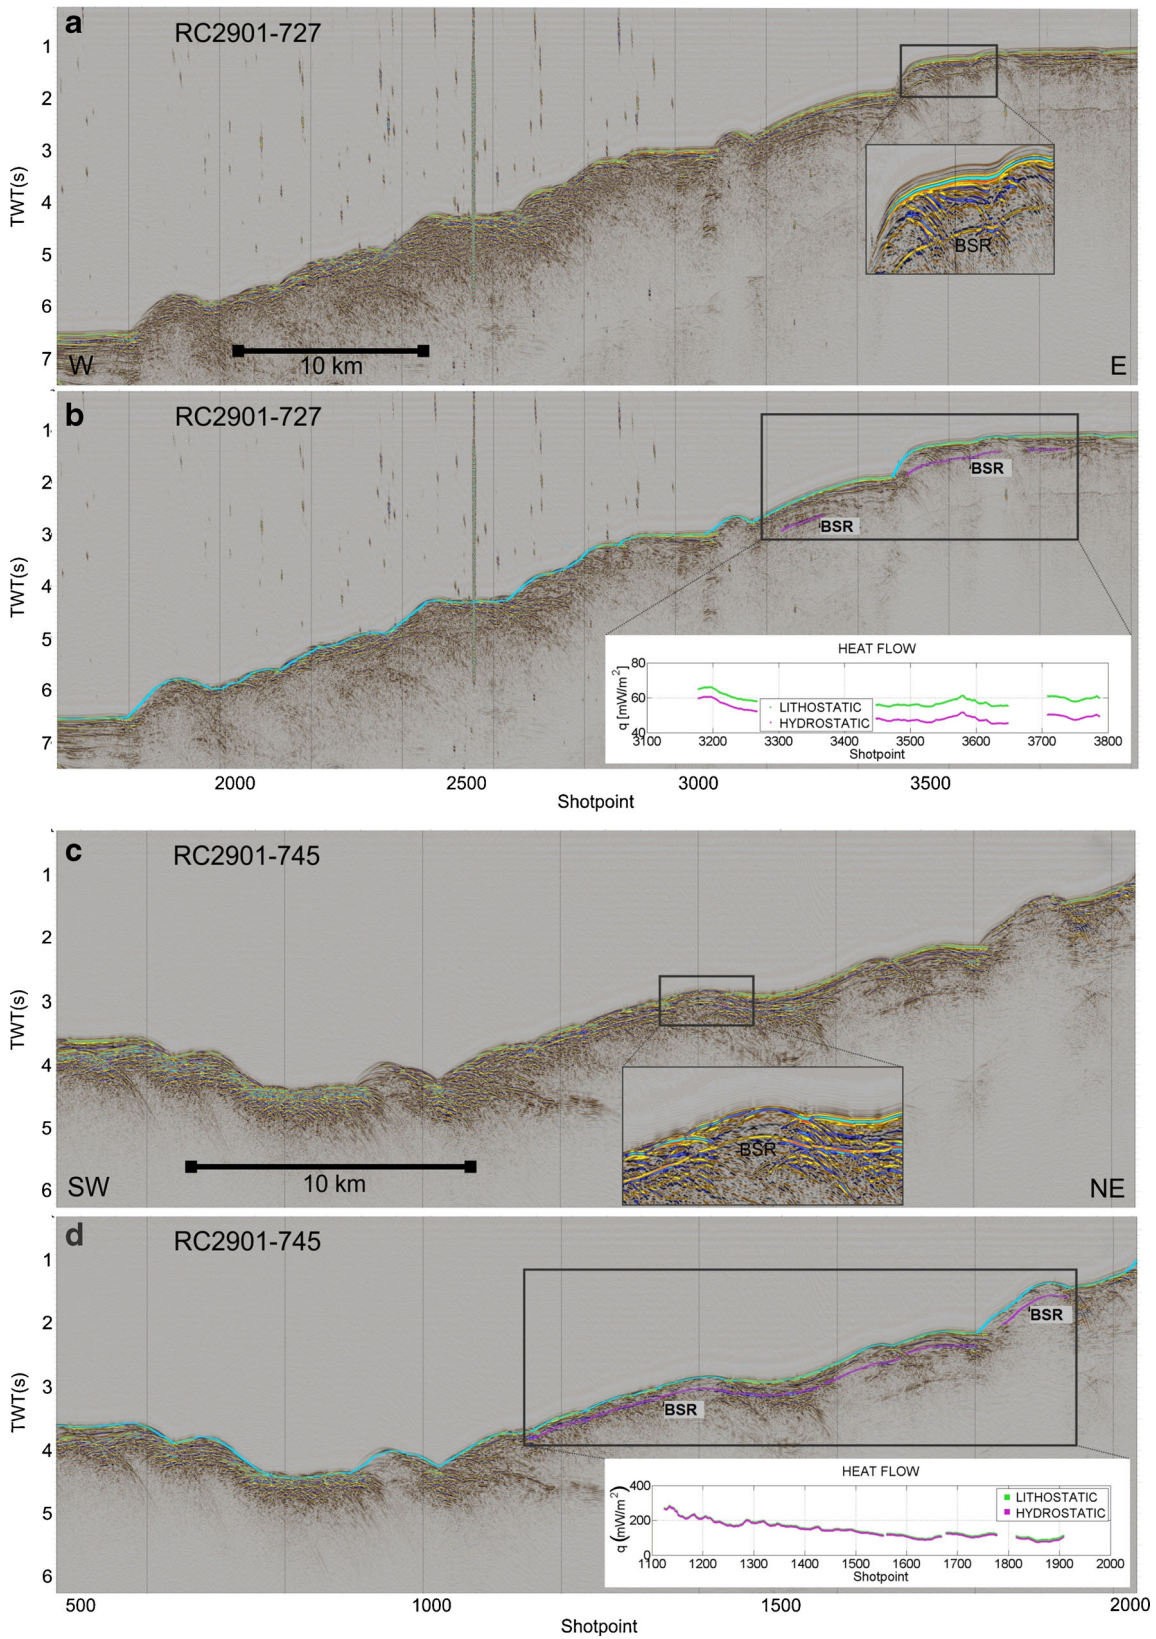 a
RC2901-727
1
2
3
4
5
6
7
TWT(s)
BSR
10 km
W
E
b
RC2901-727
1
2
3
4
5
6
7
TWT(s)
BSR
BSR
HEAT FLOW
q [mW/m²]
80
60
40
LITHOSTATIC
HYDROSTATIC
3100 3200 3300 3400 3500 3600 3700 3800
Shotpoint
2000 2500 3000 3500
Shotpoint
c
RC2901-745
1
2
3
4
5
6
TWT(s)
BSR
10 km
SW
NE
d
RC2901-745
1
2
3
4
5
6
TWT(s)
BSR
BSR
HEAT FLOW
q (mW/m²)
400
200
0
LITHOSTATIC
HYDROSTATIC
1100 1200 1300 1400 1500 1600 1700 1800 1900 2000
Shotpoint
500 1000 1500 2000
Shotpoint